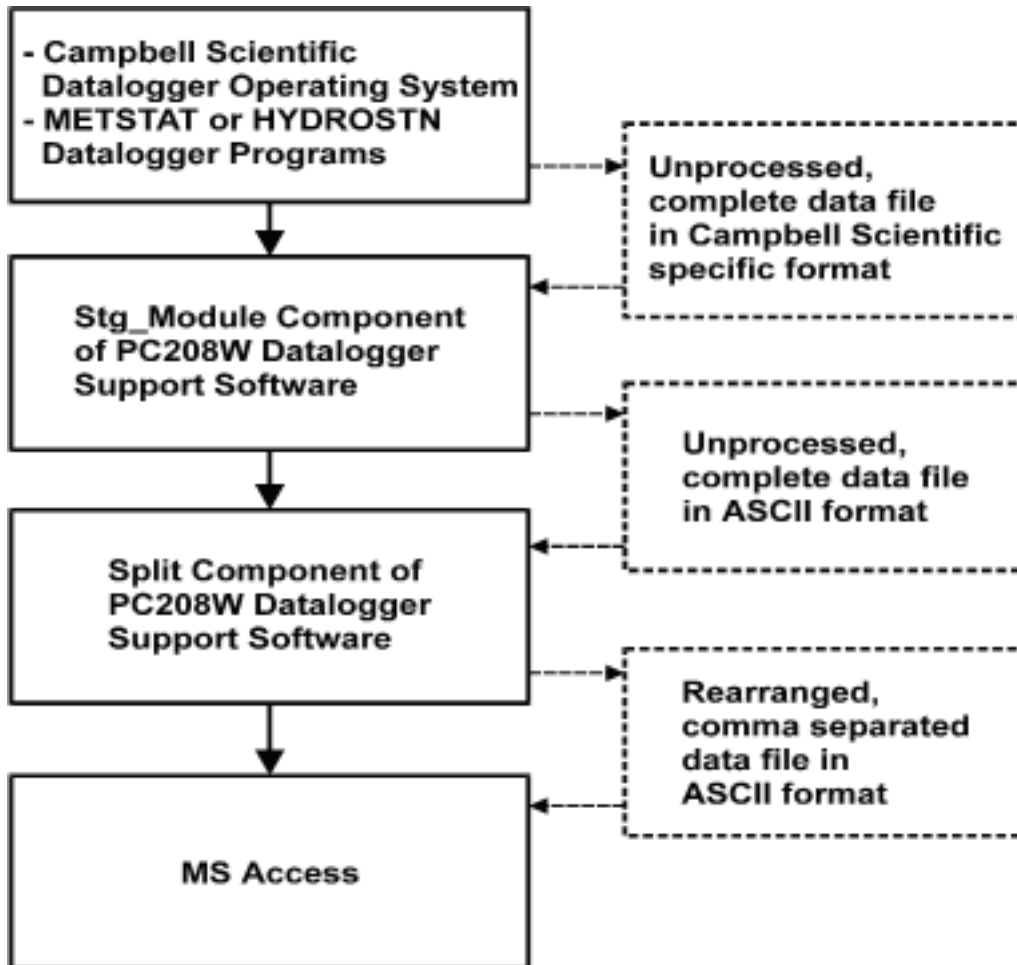 - Campbell Scientific
Datalogger Operating System
- METSTAT or HYDROSTN
Datalogger Programs
Unprocessed,
complete data file
in Campbell Scientific
specific format
Stg_Module Component
of PC208W Datalogger
Support Software
Unprocessed,
complete data file
in ASCII format
Split Component of
PC208W Datalogger
Support Software
Rearranged,
comma separated
data file in
ASCII format
MS Access